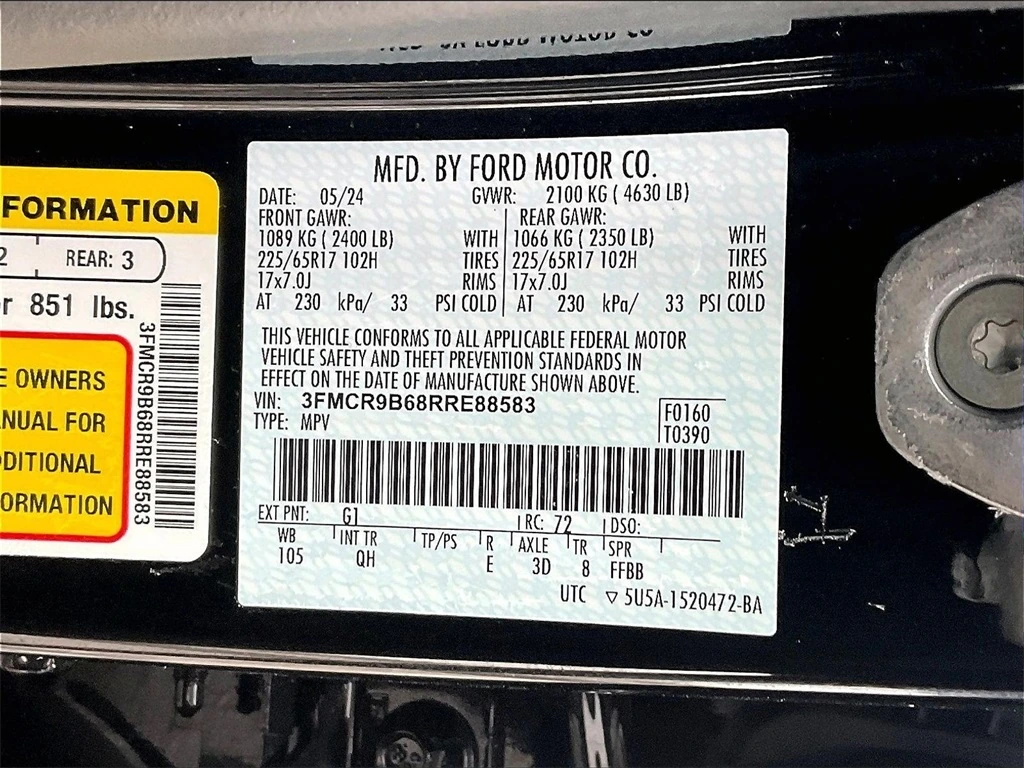 MFD. BY FORD MOTOR CO.
DATE: 05/24 GVWR: 2100 KG ( 4630 LB)
FRONT GAWR: REAR GAWR:
1089 KG ( 2400 LB) WITH 1066 KG ( 2350 LB) WITH
225/65R17 102H TIRES 225/65R17 102H TIRES
17x7.0J RIMS 17x7.0J RIMS
AT 230 kPa/ 33 PSI COLD AT 230 kPa/ 33 PSI COLD
THIS VEHICLE CONFORMS TO ALL APPLICABLE FEDERAL MOTOR
VEHICLE SAFETY AND THEFT PREVENTION STANDARDS IN
EFFECT ON THE DATE OF MANUFACTURE SHOWN ABOVE.
VIN: 3FMCR9B68RRE88583 F0160
TYPE: MPV T0390
EXT PNT: G1 RC: 72 DSO:
WB INT TR TP/PS R AXLE TR SPR
105 QH E 3D 8 FFBB
UTC ▽ 5U5A-1520472-BA
FORMATION
2 REAR: 3
r 851 lbs.
E OWNERS
NUAL FOR
DITIONAL
ORMATION
3FMCR9B68RRE88583